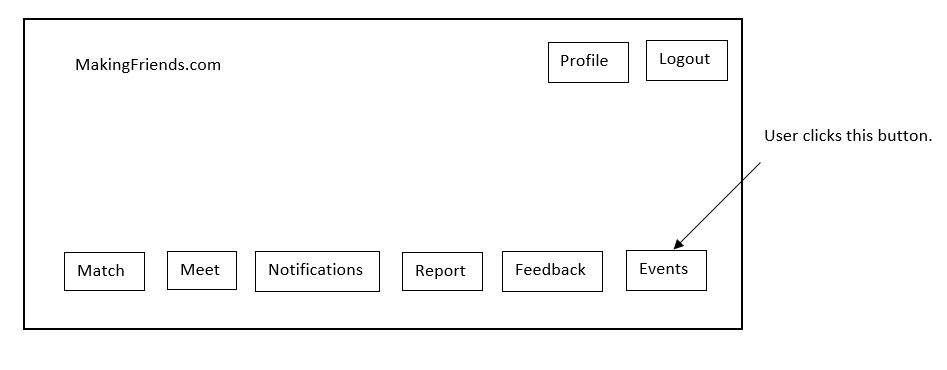 MakingFriends.com
Profile
Logout
User clicks this button.
Match
Meet
Notifications
Report
Feedback
Events